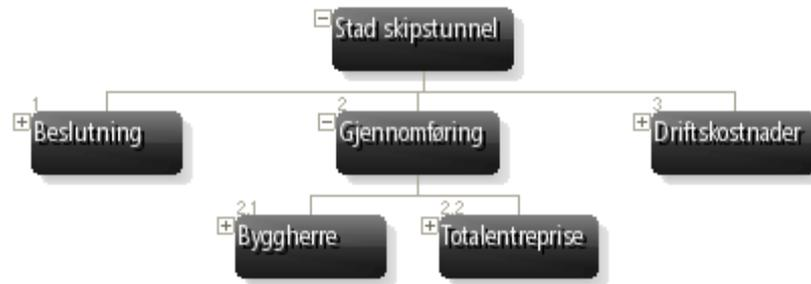 Stad skipstunnel
1
Beslutning
2
Gjennomføring
3
Driftskostnader
2.1
Byggherre
2.2
Totalentreprise